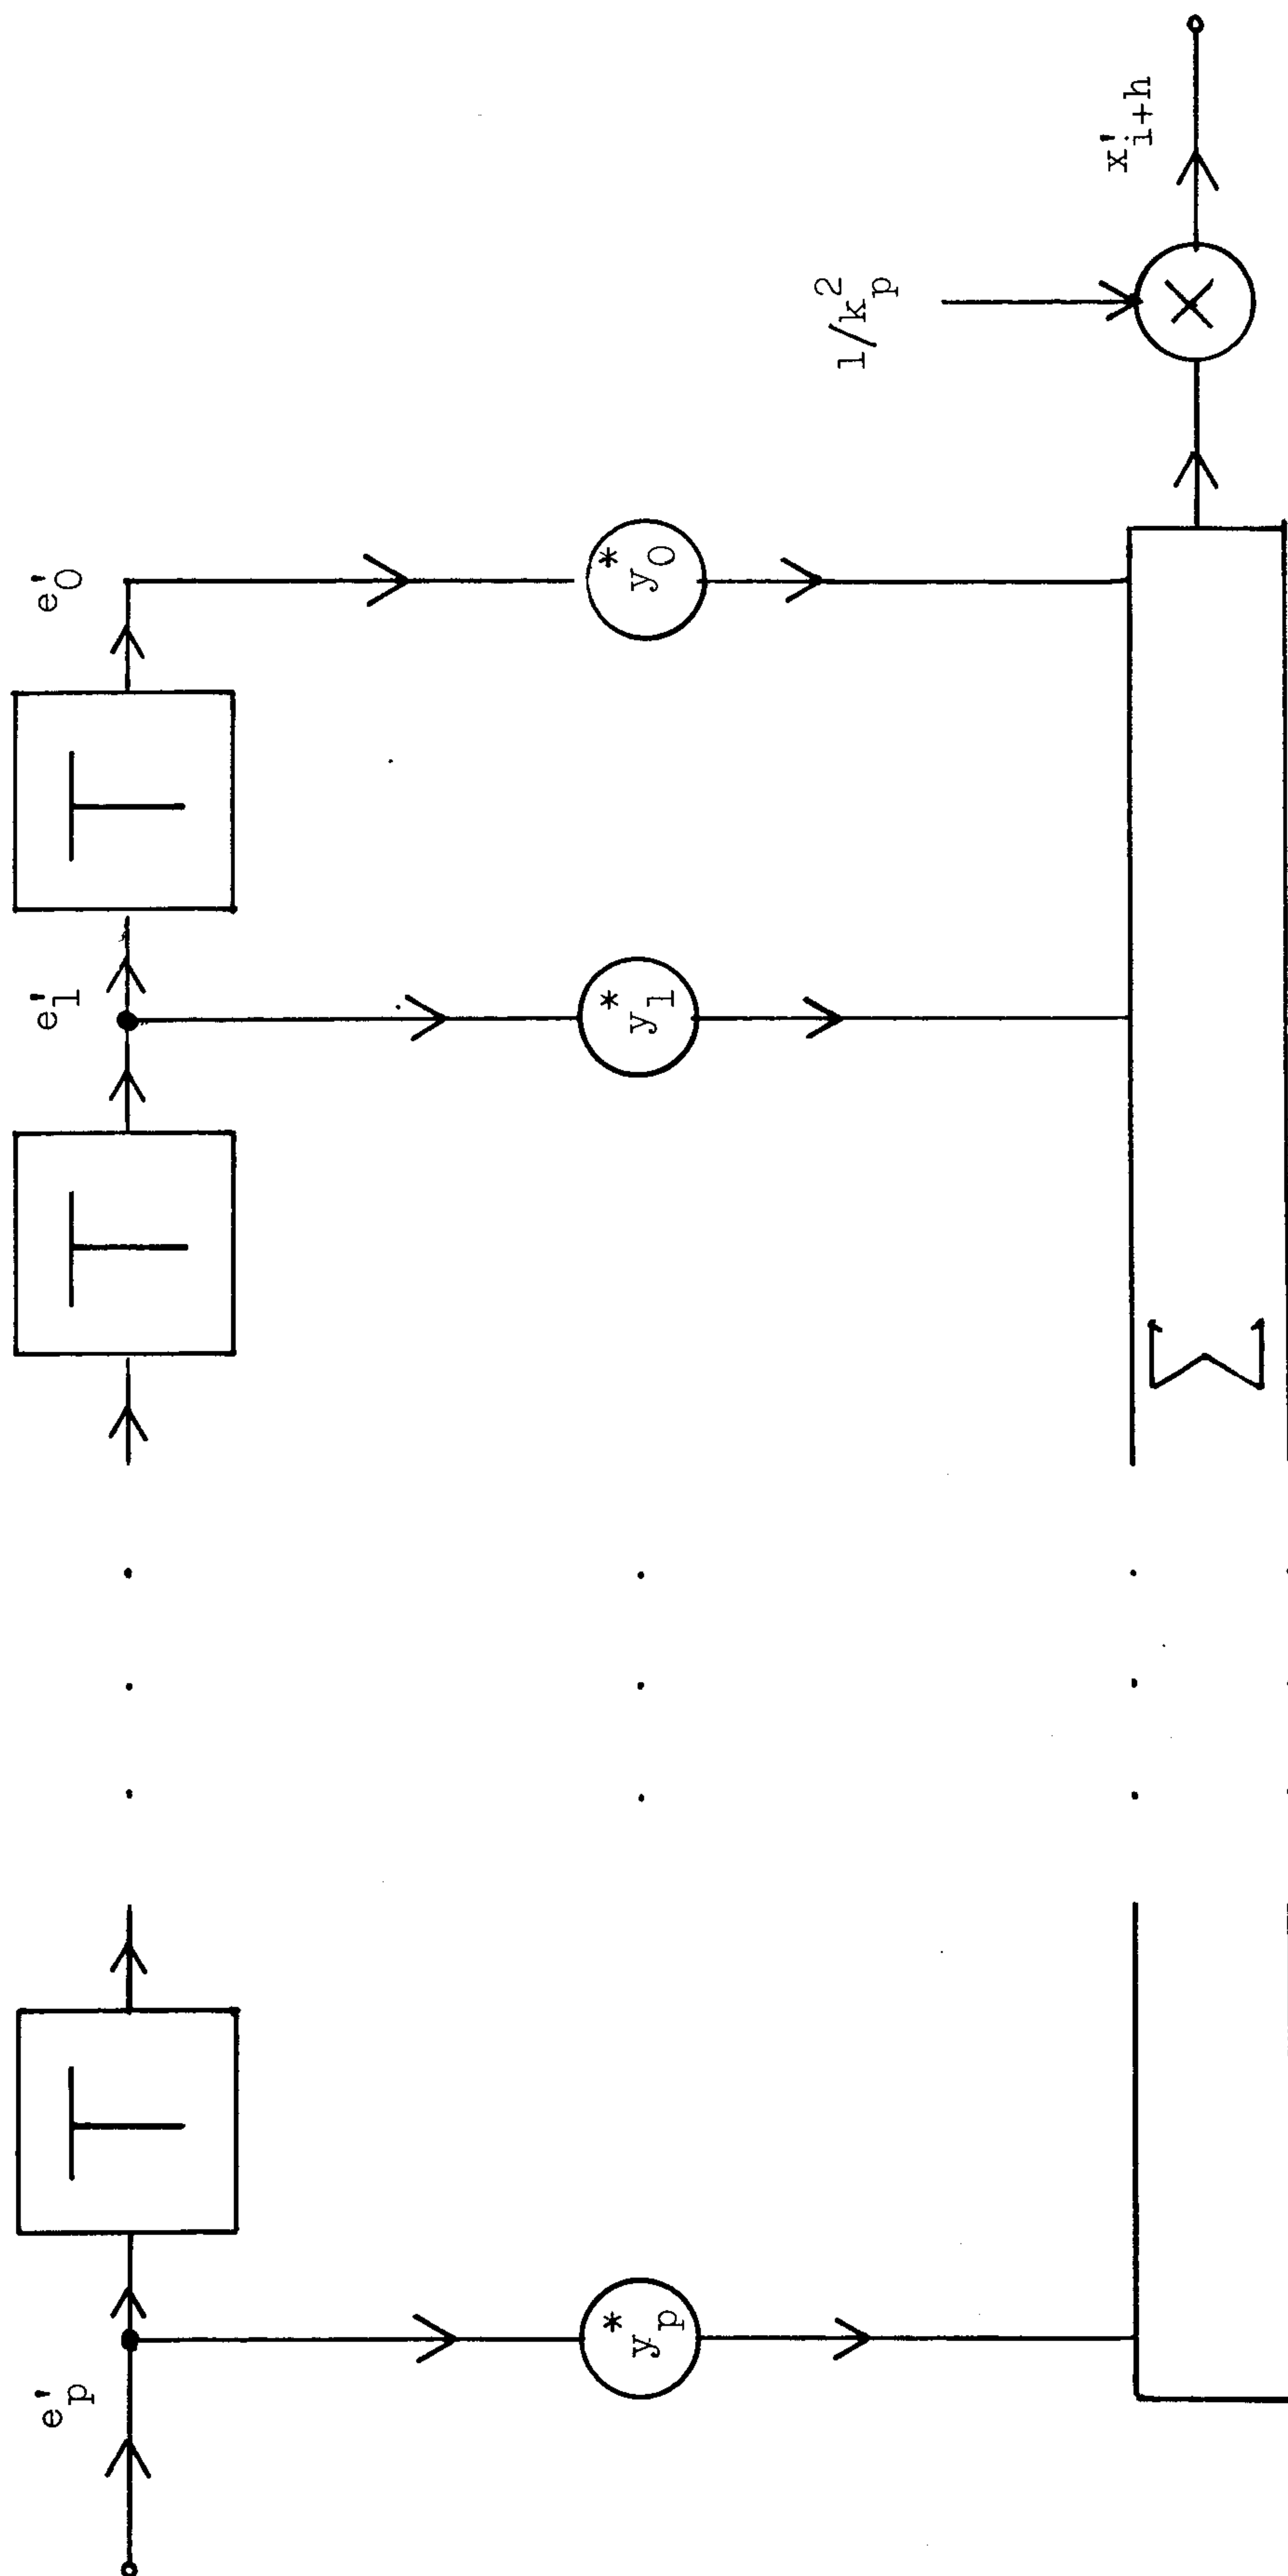 e'p
T
T
e'1
T
e'0
y*p
y*1
y*0
1/k²p
Σ
×
x'i+h